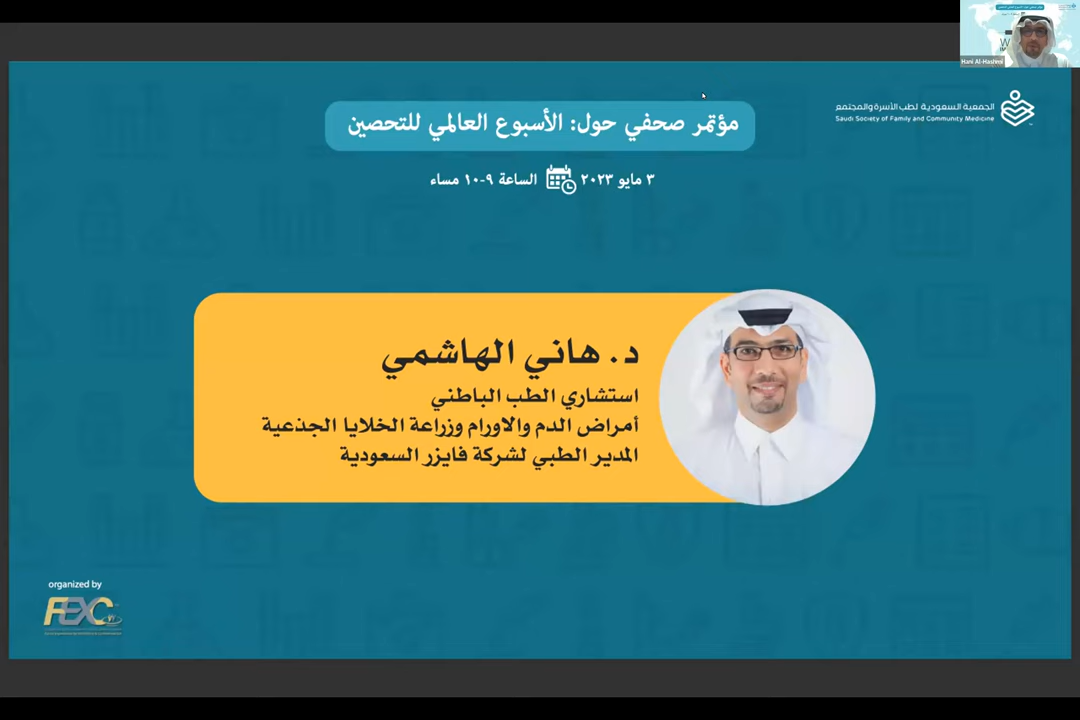 Hani Al-Hashmi
الجمعية السعودية لطب الأسرة والمجتمع
Saudi Society of Family and Community Medicine
مؤتمر صحفي حول: الأسبوع العالمي للتحصين
٣ مايو ٢٠٢٣ الساعة ٩-١٠ مساء
د. هاني الهاشمي
استشاري الطب الباطني
أمراض الدم والاورام وزراعة الخلايا الجذعية
المدير الطبي لشركة فايزر السعودية
organized by
FEXC